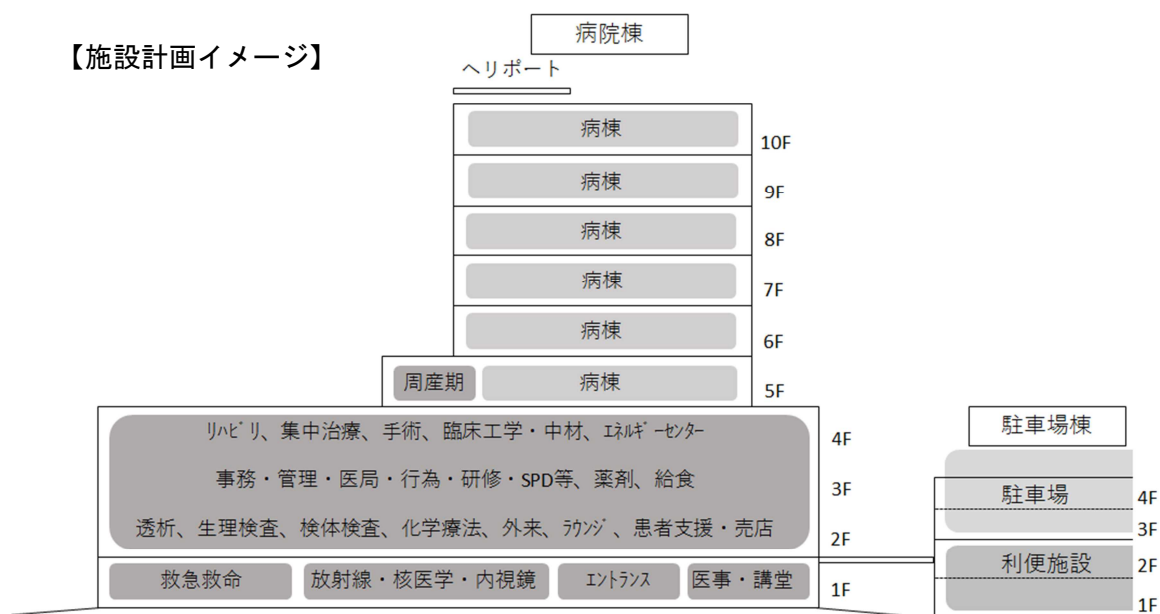 【施設計画イメージ】
病院棟
ヘリポート
病棟
10F
病棟
9F
病棟
8F
病棟
7F
病棟
6F
周産期
病棟
5F
ﾘﾊﾋﾞﾘ、集中治療、手術、臨床工学・中材、ｴﾈﾙｷﾞｰｾﾝﾀｰ
4F
事務・管理・医局・行為・研修・SPD等、薬剤、給食
3F
透析、生理検査、検体検査、化学療法、外来、ﾗｳﾝｼﾞ、患者支援・売店
2F
救急救命
放射線・核医学・内視鏡
ｴﾝﾄﾗﾝｽ
医事・講堂
1F
駐車場棟
駐車場
4F
3F
利便施設
2F
1F